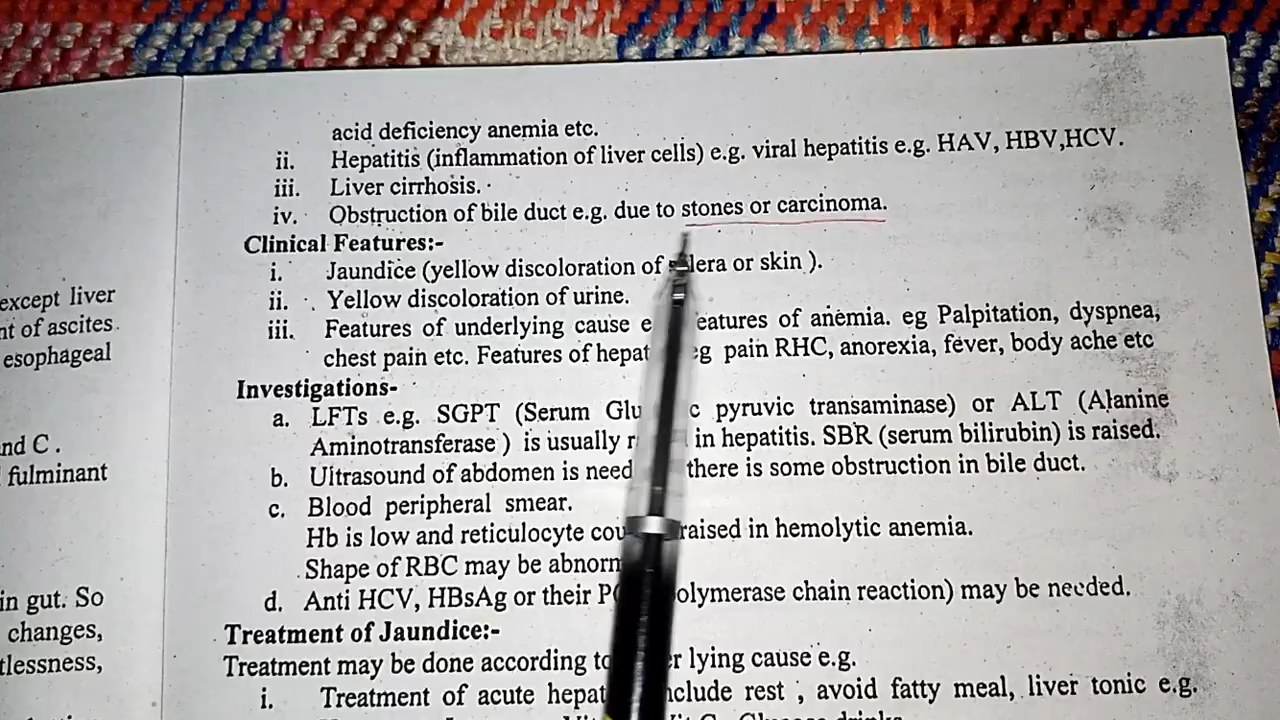 except liver
nt of ascites.
esophageal
nd C .
fulminant
in gut. So
changes,
tlessness,
acid deficiency anemia etc.
ii. Hepatitis (inflammation of liver cells) e.g. viral hepatitis e.g. HAV, HBV,HCV.
iii. Liver cirrhosis.
iv. Obstruction of bile duct e.g. due to stones or carcinoma.
Clinical Features:-
i. Jaundice (yellow discoloration of or skin ).
ii. Yellow discoloration of urine.
iii. Features of underlying cause eatures of anemia. eg Palpitation, dyspnea,
chest pain etc. Features of hepat eg pain RHC, anorexia, fever, body ache etc
Investigations-
a. LFTs e.g. SGPT (Serum Glu c pyruvic transaminase) or ALT (Alanine
Aminotransferase ) is usually r in hepatitis. SBR (serum bilirubin) is raised.
b. Ultrasound of abdomen is need there is some obstruction in bile duct.
c. Blood peripheral smear.
Hb is low and reticulocyte cou raised in hemolytic anemia.
Shape of RBC may be abnorm
d. Anti HCV, HBsAg or their P olymerase chain reaction) may be needed.
Treatment of Jaundice:-
Treatment may be done according to r lying cause e.g.
i. Treatment of acute hepat nclude rest , avoid fatty meal, liver tonic e.g.